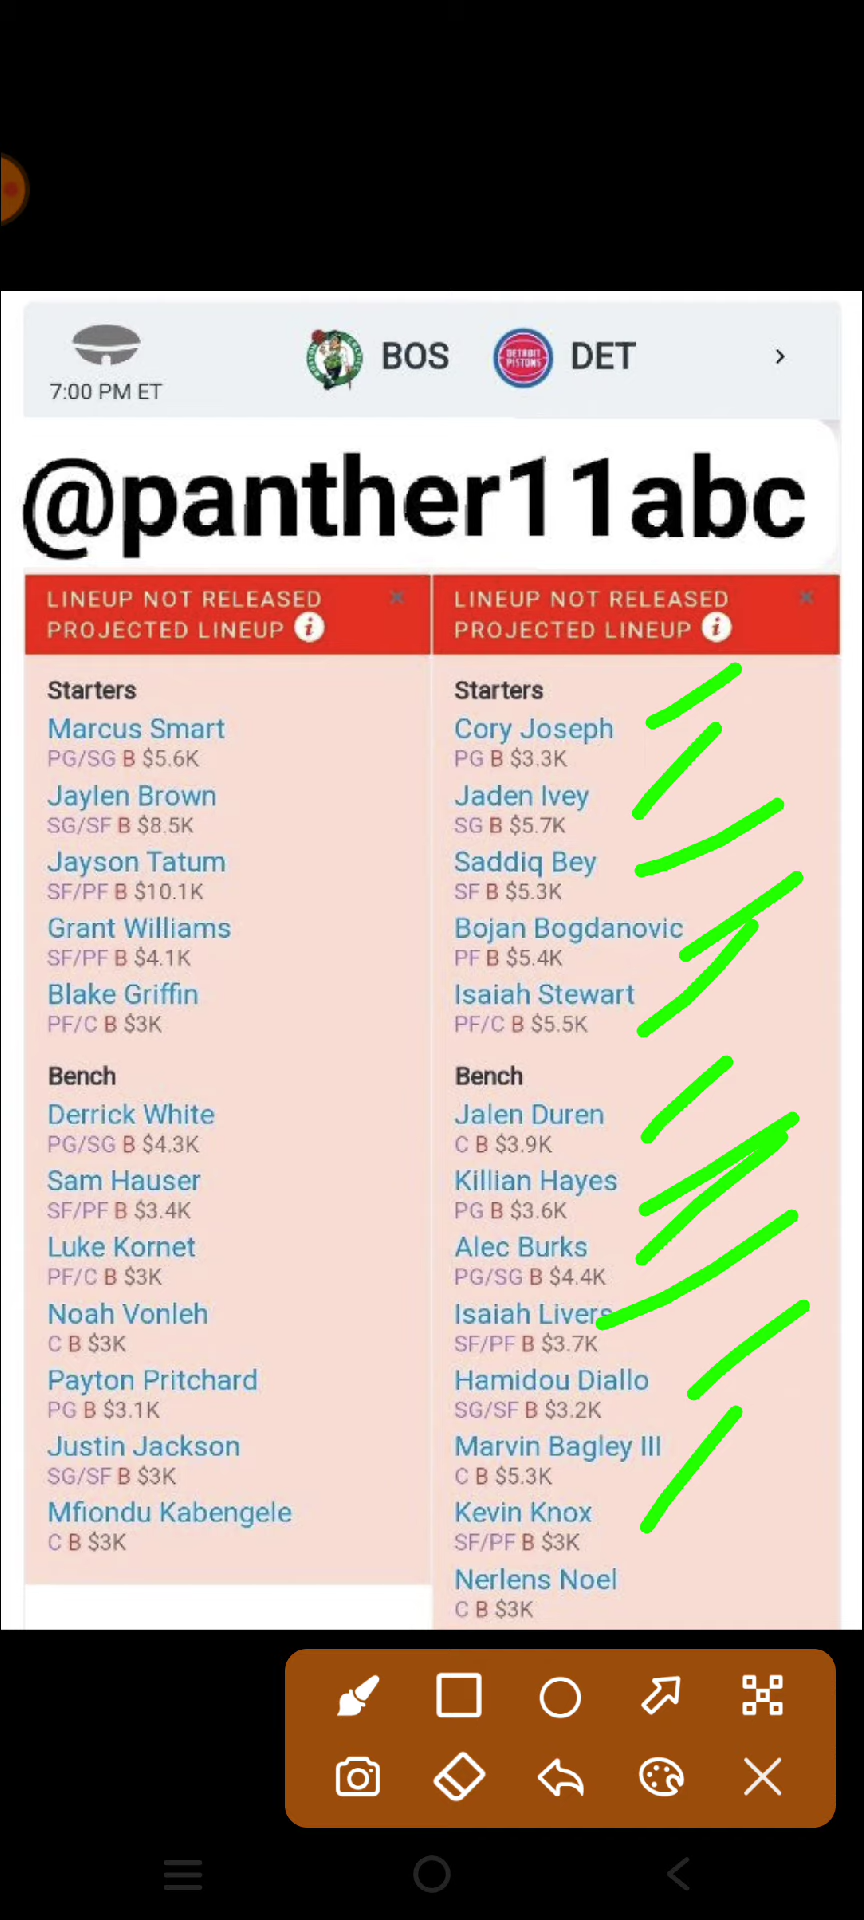 7:00 PM ET
BOS
DETROIT
PISTONS
DET
@panther11abc
LINEUP NOT RELEASED
PROJECTED LINEUP i
Starters
Marcus Smart
PG/SG B $5.6K
Jaylen Brown
SG/SF B $8.5K
Jayson Tatum
SF/PF B $10.1K
Grant Williams
SF/PF B $4.1K
Blake Griffin
PF/C B $3K
Bench
Derrick White
PG/SG B $4.3K
Sam Hauser
SF/PF B $3.4K
Luke Kornet
PF/C B $3K
Noah Vonleh
C B $3K
Payton Pritchard
PG B $3.1K
Justin Jackson
SG/SF B $3K
Mfiondu Kabengele
C B $3K
LINEUP NOT RELEASED
PROJECTED LINEUP i
Starters
Cory Joseph
PG B $3.3K
Jaden Ivey
SG B $5.7K
Saddiq Bey
SF B $5.3K
Bojan Bogdanovic
PF B $5.4K
Isaiah Stewart
PF/C B $5.5K
Bench
Jalen Duren
C B $3.9K
Killian Hayes
PG B $3.6K
Alec Burks
PG/SG B $4.4K
Isaiah Livers
SF/PF B $3.7K
Hamidou Diallo
SG/SF B $3.2K
Marvin Bagley III
C B $5.3K
Kevin Knox
SF/PF B $3K
Nerlens Noel
C B $3K